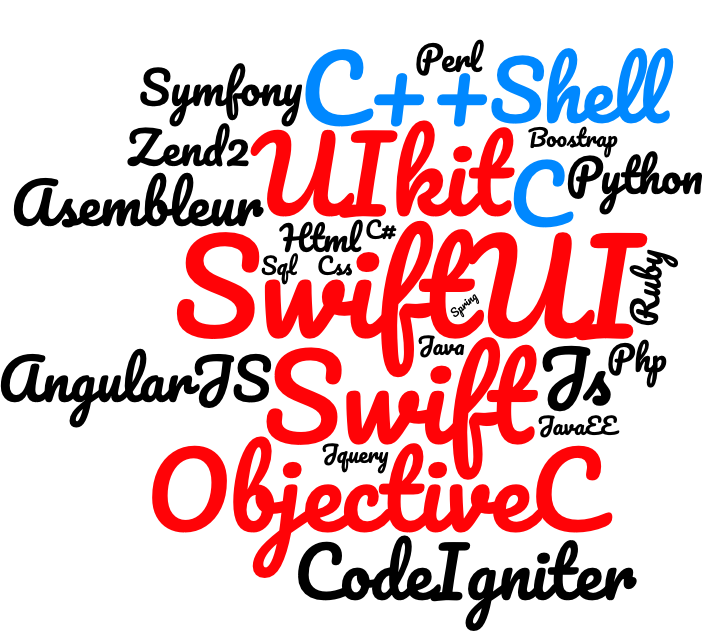 Perl
Symfony C++ Shell
Zend2 UIkit Boostrap
Asembleur C Python
Html C#
Sql Css SwiftUI Ruby
Spring
Java
AngularJS Swift Js Php
JavaEE
Jquery
ObjectiveC
CodeIgniter